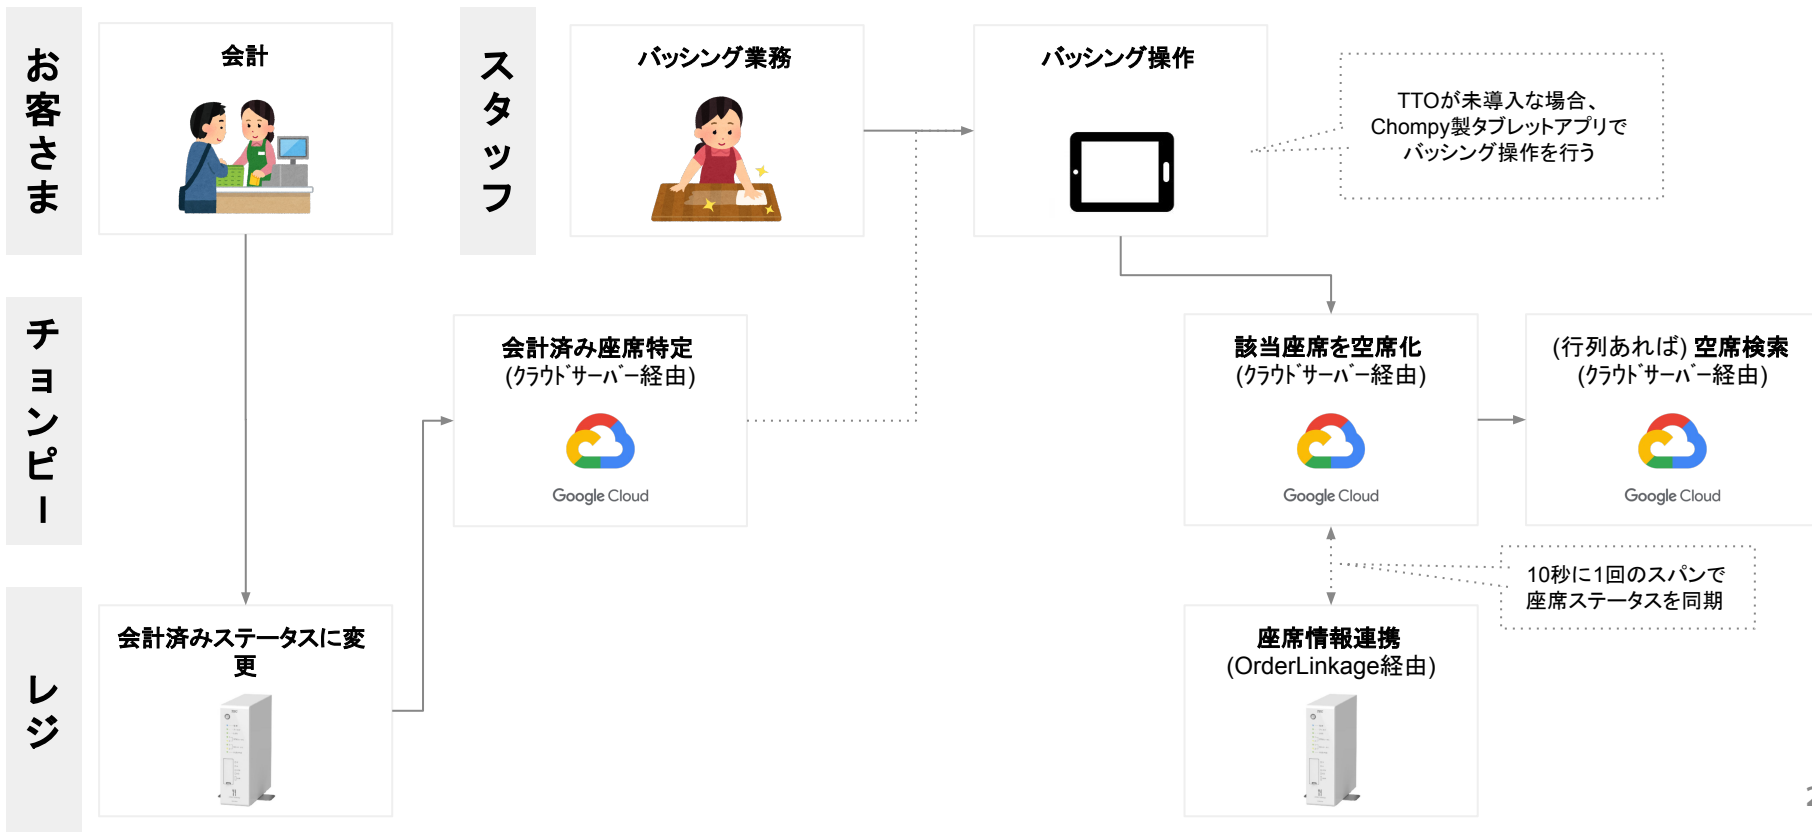 お客さま
会計
スタッフ
バッシング業務
バッシング操作
TTOが未導入な場合、
Chompy製タブレットアプリで
バッシング操作を行う
チョンピー
会計済み座席特定
(クラウドサーバー経由)
Google Cloud
該当座席を空席化
(クラウドサーバー経由)
Google Cloud
(行列あれば) 空席検索
(クラウドサーバー経由)
Google Cloud
10秒に1回のスパンで
座席ステータスを同期
レジ
会計済みステータスに変
更
座席情報連携
(OrderLinkage経由)